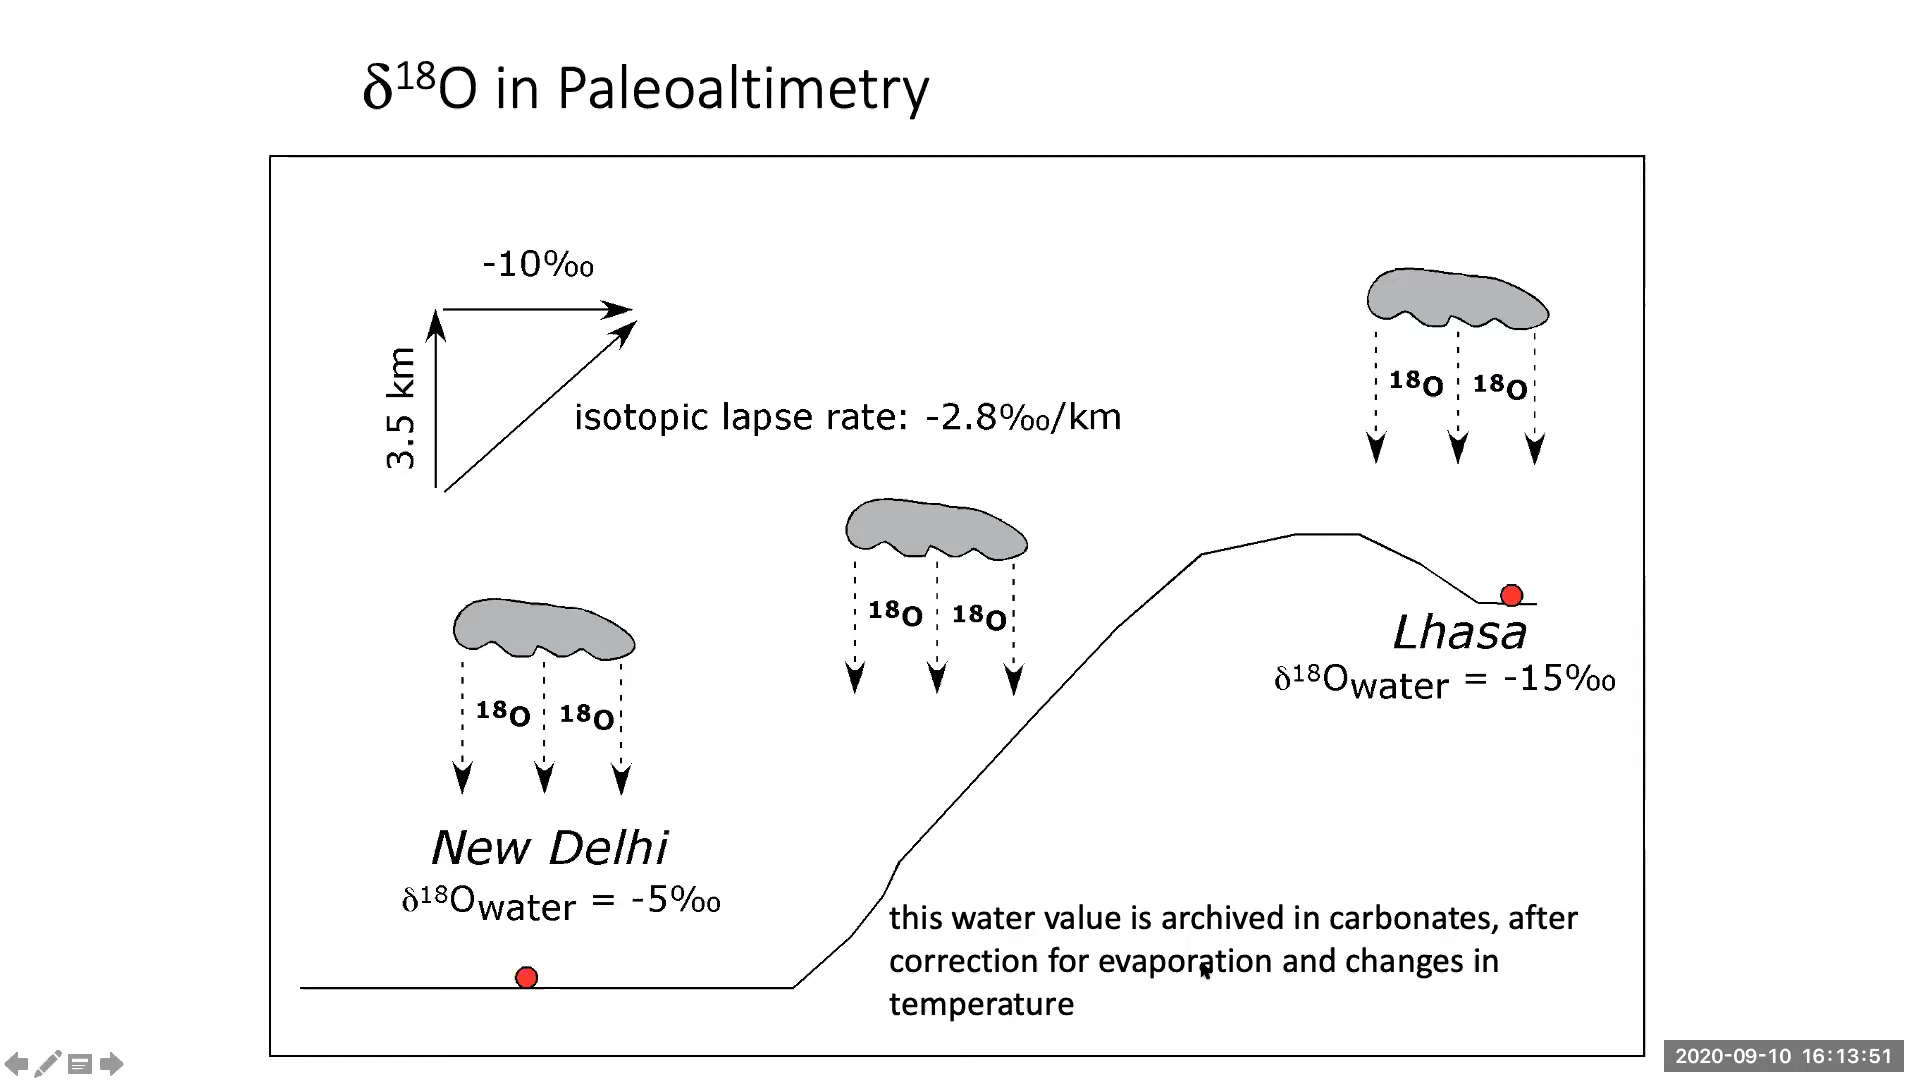 δ¹⁸O in Paleoaltimetry
-10‰
3.5 km
isotopic lapse rate: -2.8‰/km
¹⁸O ¹⁸O
¹⁸O ¹⁸O
¹⁸O ¹⁸O
Lhasa
δ¹⁸Owater = -15‰
New Delhi
δ¹⁸Owater = -5‰
this water value is archived in carbonates, after
correction for evaporation and changes in
temperature
2020-09-10 16:13:51